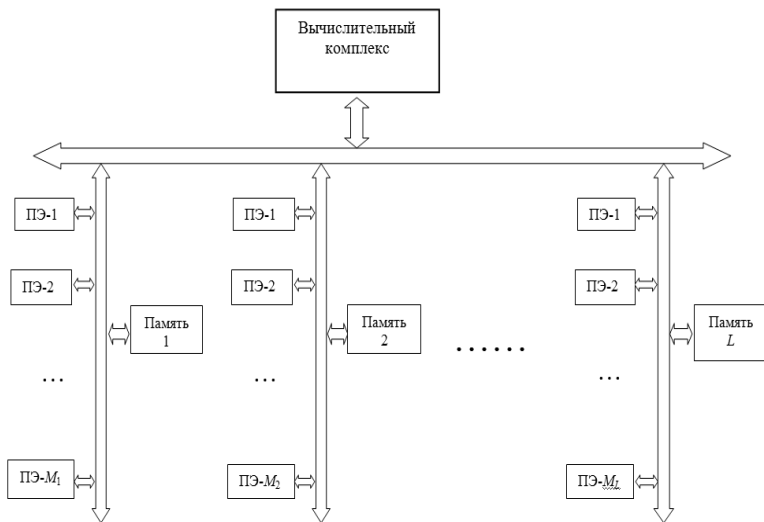 Вычислительный
комплекс
ПЭ-1
ПЭ-1
ПЭ-1
ПЭ-2
ПЭ-2
ПЭ-2
Память
1
Память
2
......
Память
L
...
...
...
ПЭ-M₁
ПЭ-M₂
ПЭ-M_L